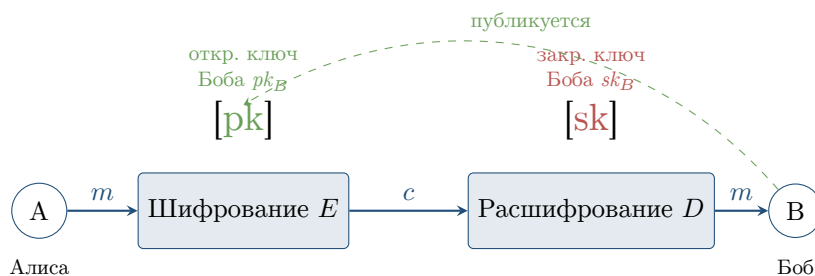 публикуется
откр. ключ
Боба pk_B
закр. ключ
Боба sk_B
[pk]
[sk]
A
m
Шифрование E
c
Расшифрование D
m
B
Алиса
Боб